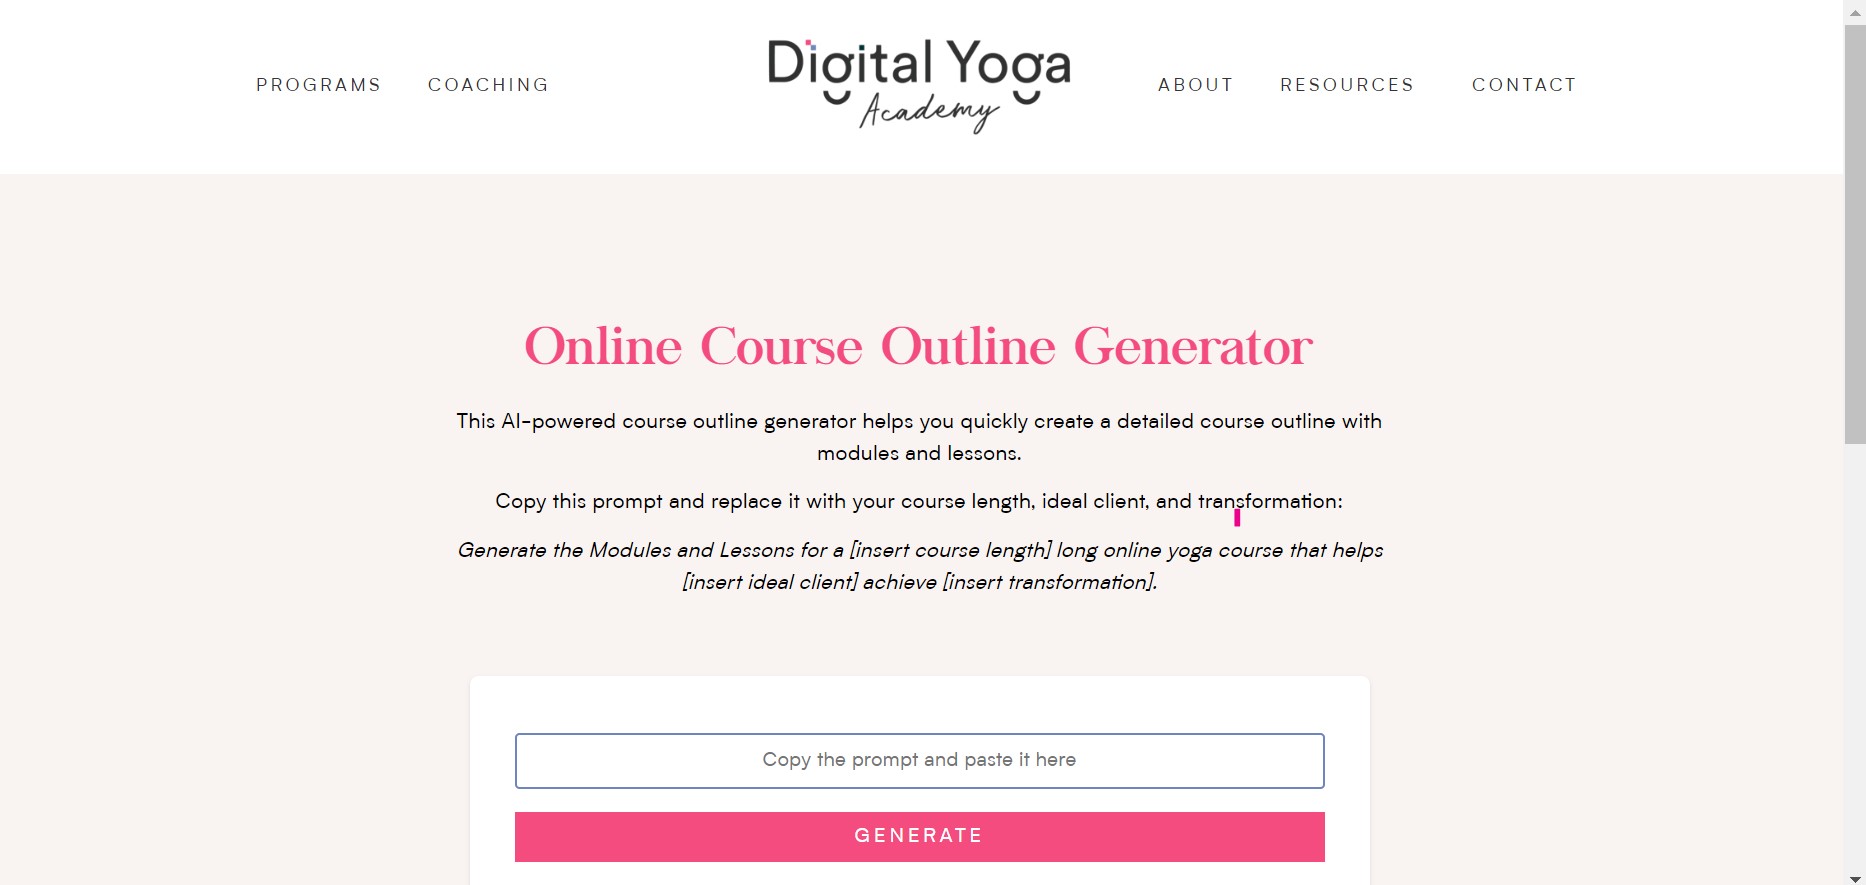 PROGRAMS COACHING Digital Yoga Academy ABOUT RESOURCES CONTACT
Online Course Outline Generator
This AI-powered course outline generator helps you quickly create a detailed course outline with
modules and lessons.
Copy this prompt and replace it with your course length, ideal client, and transformation:
Generate the Modules and Lessons for a [insert course length] long online yoga course that helps
[insert ideal client] achieve [insert transformation].
Copy the prompt and paste it here
GENERATE